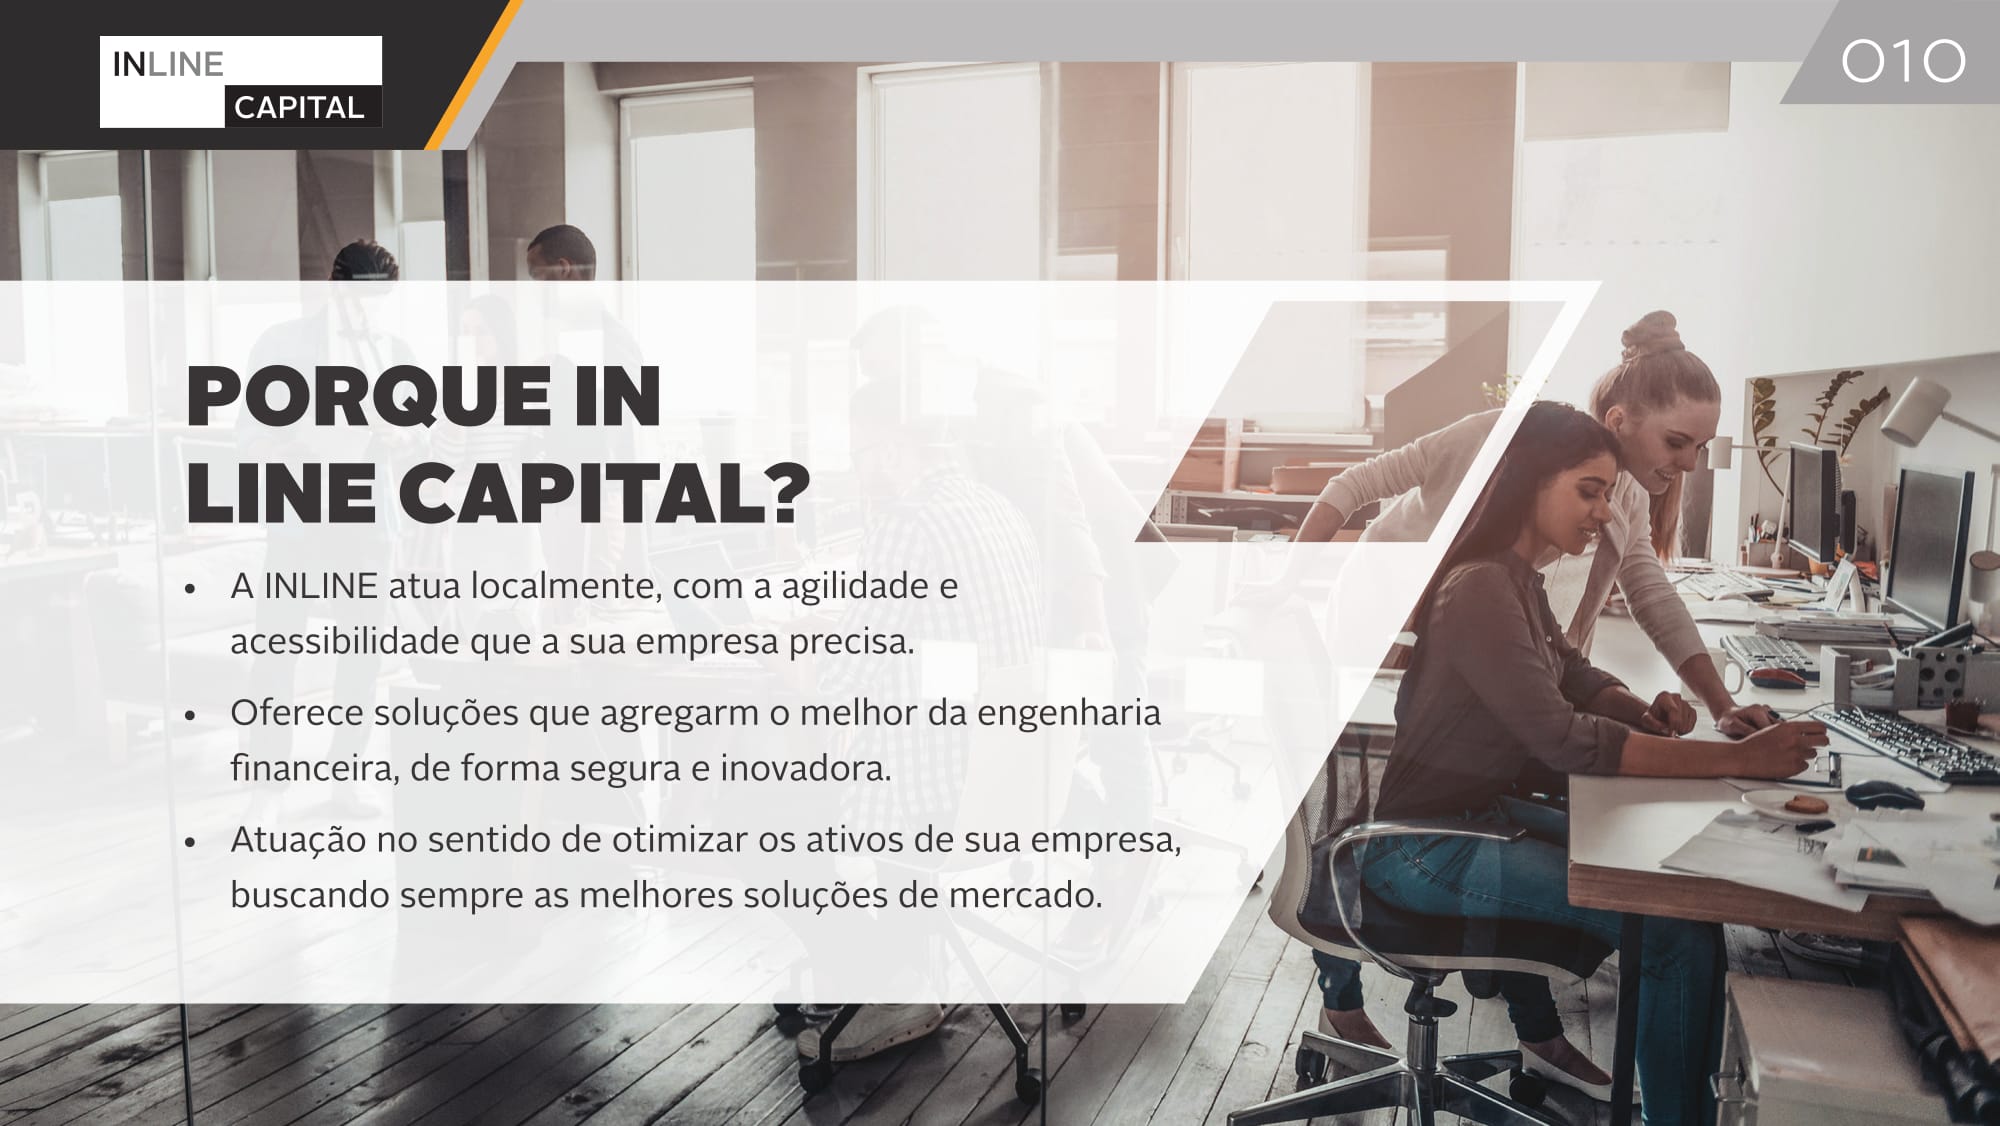 INLINE
CAPITAL
010
PORQUE IN
LINE CAPITAL?
• A INLINE atua localmente, com a agilidade e
acessibilidade que a sua empresa precisa.
• Oferece soluções que agregarm o melhor da engenharia
financeira, de forma segura e inovadora.
• Atuação no sentido de otimizar os ativos de sua empresa,
buscando sempre as melhores soluções de mercado.